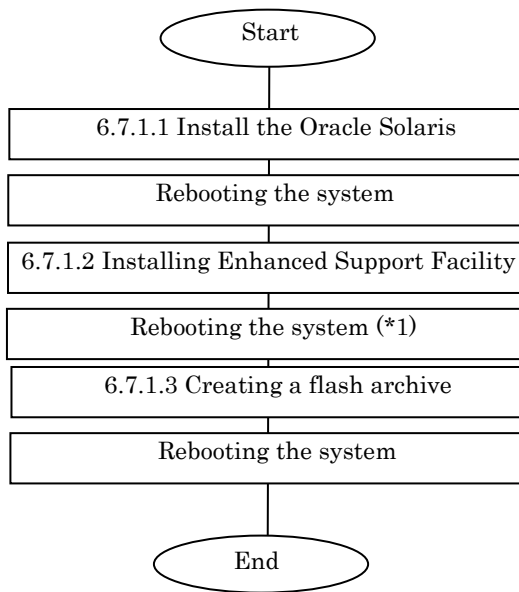 Start
6.7.1.1 Install the Oracle Solaris
Rebooting the system
6.7.1.2 Installing Enhanced Support Facility
Rebooting the system (*1)
6.7.1.3 Creating a flash archive
Rebooting the system
End